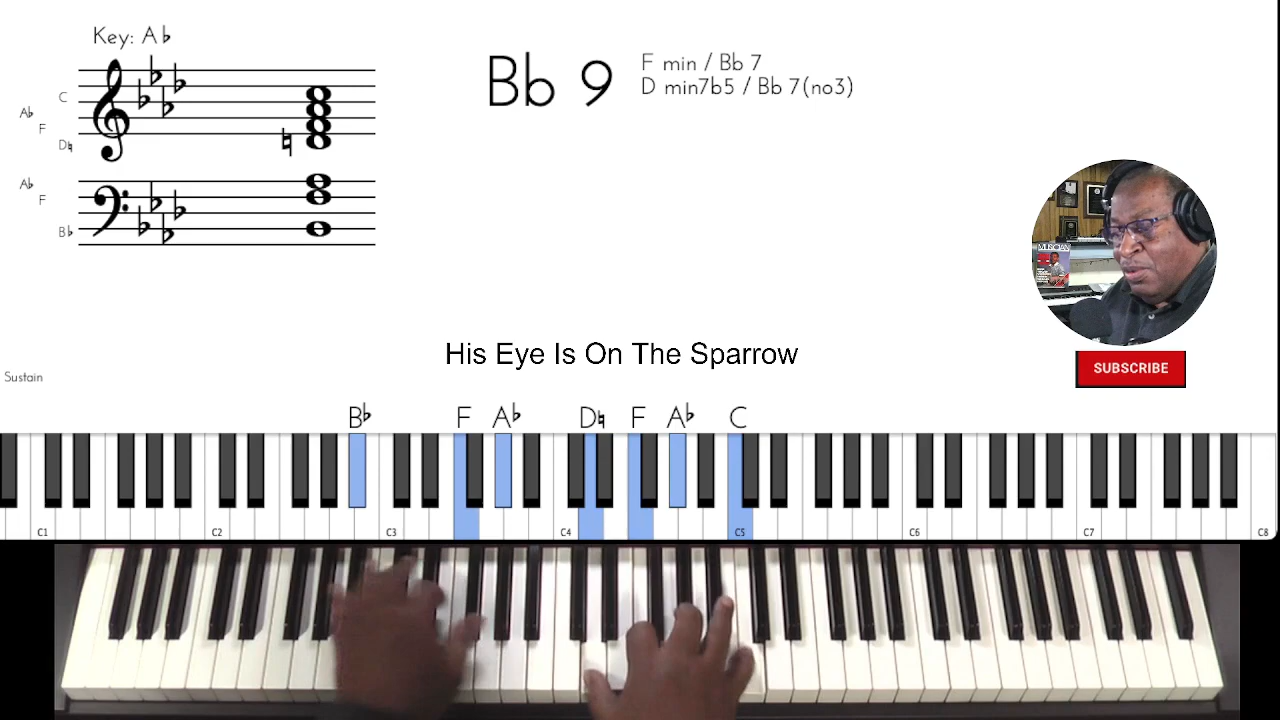 Key: A♭
Bb 9
F min / Bb 7
D min7b5 / Bb 7(no3)
C
A♭
F
D♮
A♭
F
B♭
His Eye Is On The Sparrow
SUBSCRIBE
Sustain
B♭ F A♭ D♮ F A♭ C
C1 C2 C3 C4 C5 C6 C7 C8